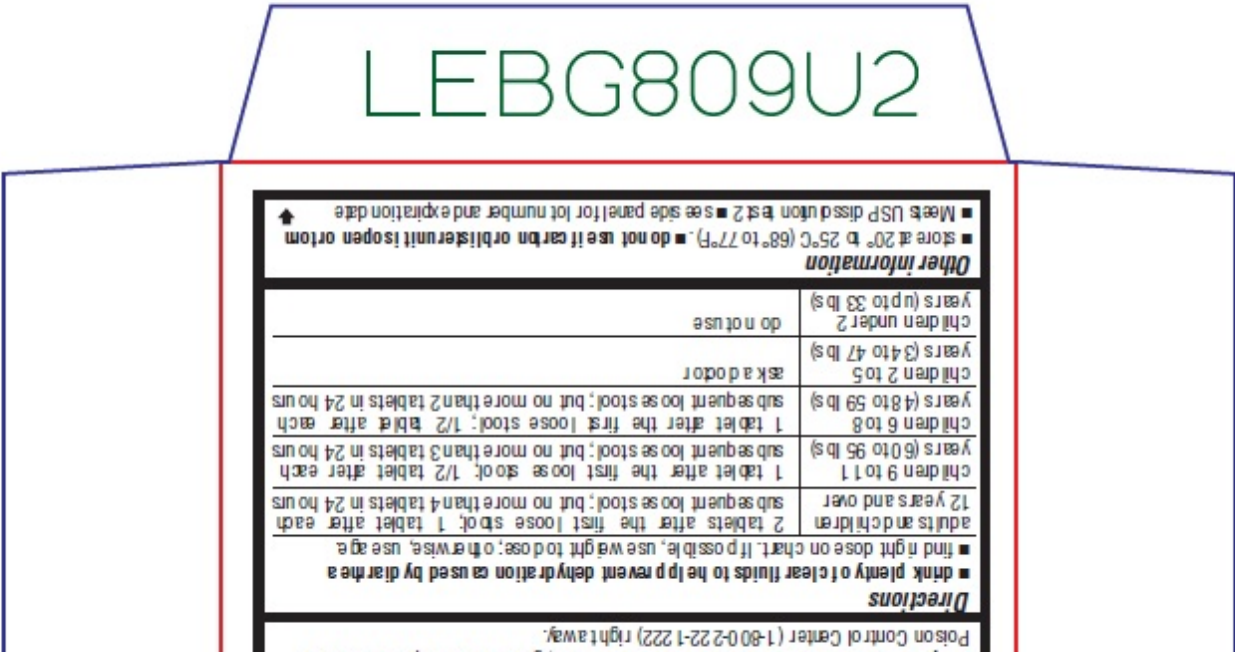 LEBG809U2
Poison Control Center (1-800-222-1222) right away.
Directions
■ drink plenty of clear fluids to help prevent dehydration caused by diarrhea
■ find right dose on chart. If possible, use weight to dose; otherwise, use age.
adults and children 2 tablets after the first loose stool; 1 tablet after each
12 years and over subsequent loose stool; but no more than 4 tablets in 24 hours
children 9 to 11 1 tablet after the first loose stool; 1/2 tablet after each
years (60 to 95 lbs) subsequent loose stool; but no more than 3 tablets in 24 hours
children 6 to 8 1 tablet after the first loose stool; 1/2 tablet after each
years (48 to 59 lbs) subsequent loose stool; but no more than 2 tablets in 24 hours
children 2 to 5 ask a doctor
years (34 to 47 lbs)
children under 2 do not use
years (up to 33 lbs)
Other information
■ store at 20° to 25°C (68° to 77°F). ■ do not use if carton or blister unit is open or torn
■ Meets USP dissolution test 2 ■ see side panel for lot number and expiration date